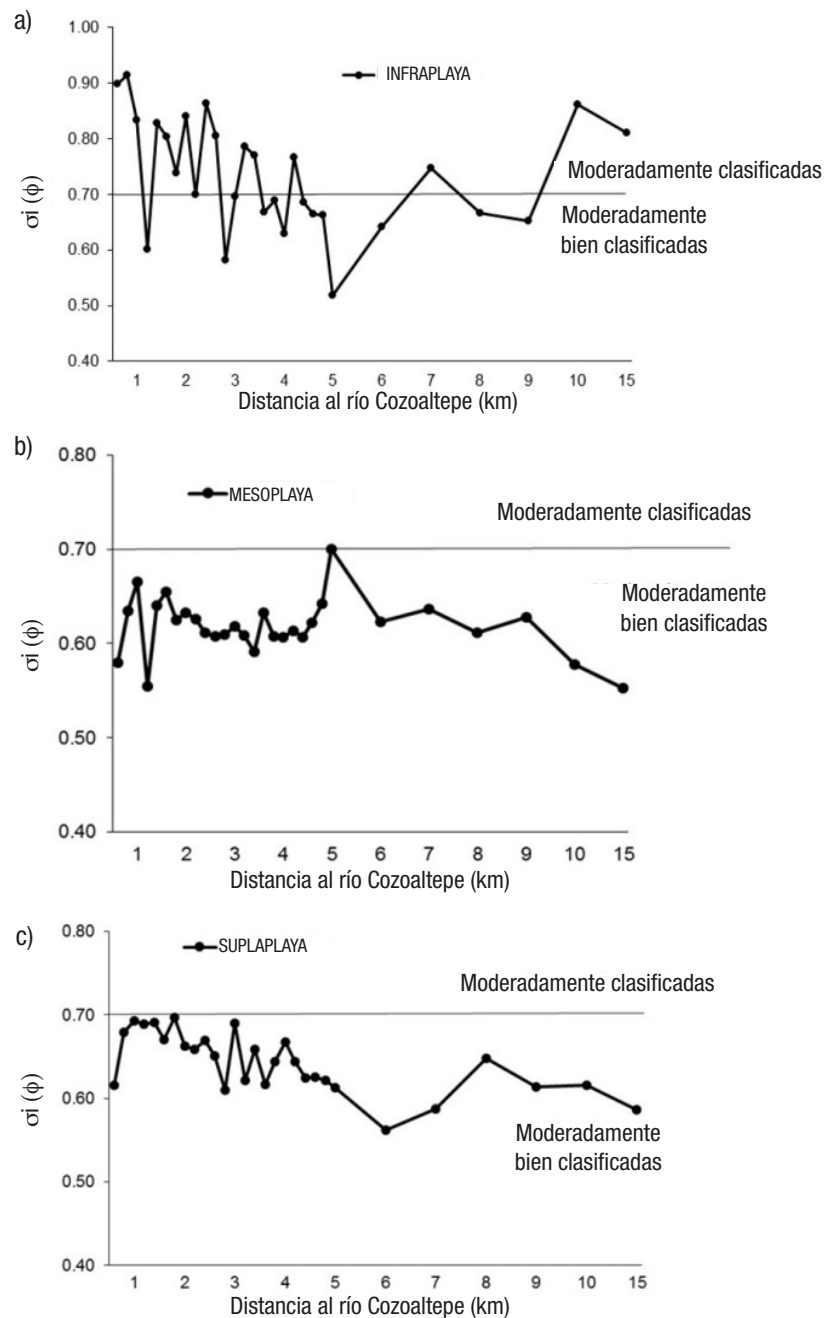 a)
1.00
0.90
0.80
0.70
0.60
0.50
0.40
σi (ϕ)
INFRAPLAYA
Moderadamente clasificadas
Moderadamente
bien clasificadas
1 2 3 4 5 6 7 8 9 10 15
Distancia al río Cozoaltepe (km)
b)
0.80
0.70
0.60
0.50
0.40
σi (ϕ)
MESOPLAYA
Moderadamente clasificadas
Moderadamente
bien clasificadas
1 2 3 4 5 6 7 8 9 10 15
Distancia al río Cozoaltepe (km)
c)
0.80
0.70
0.60
0.50
0.40
σi (ϕ)
SUPLAPLAYA
Moderadamente clasificadas
Moderadamente
bien clasificadas
1 2 3 4 5 6 7 8 9 10 15
Distancia al río Cozoaltepe (km)